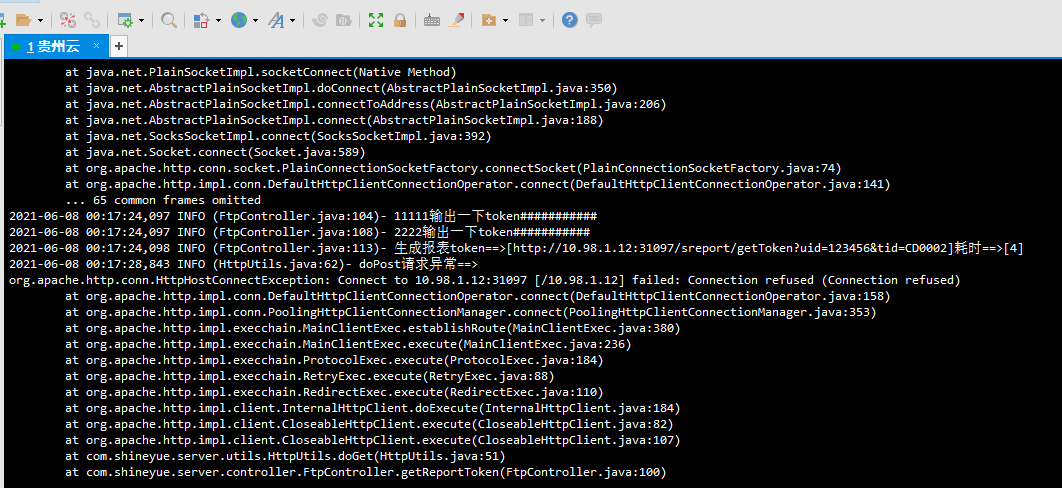 1 贵州云 × +
at java.net.PlainSocketImpl.socketConnect(Native Method)
at java.net.AbstractPlainSocketImpl.doConnect(AbstractPlainSocketImpl.java:350)
at java.net.AbstractPlainSocketImpl.connectToAddress(AbstractPlainSocketImpl.java:206)
at java.net.AbstractPlainSocketImpl.connect(AbstractPlainSocketImpl.java:188)
at java.net.SocksSocketImpl.connect(SocksSocketImpl.java:392)
at java.net.Socket.connect(Socket.java:589)
at org.apache.http.conn.socket.PlainConnectionSocketFactory.connectSocket(PlainConnectionSocketFactory.java:74)
at org.apache.http.impl.conn.DefaultHttpClientConnectionOperator.connect(DefaultHttpClientConnectionOperator.java:141)
... 65 common frames omitted
2021-06-08 00:17:24,097 INFO (FtpController.java:104)- 11111输出一下token###########
2021-06-08 00:17:24,097 INFO (FtpController.java:108)- 2222输出一下token###########
2021-06-08 00:17:24,098 INFO (FtpController.java:113)- 生成报表token==>[http://10.98.1.12:31097/sreport/getToken?uid=123456&tid=CD0002]耗时==>[4]
2021-06-08 00:17:28,843 INFO (HttpUtils.java:62)- doPost请求异常==>
org.apache.http.conn.HttpHostConnectException: Connect to 10.98.1.12:31097 [/10.98.1.12] failed: Connection refused (Connection refused)
at org.apache.http.impl.conn.DefaultHttpClientConnectionOperator.connect(DefaultHttpClientConnectionOperator.java:158)
at org.apache.http.impl.conn.PoolingHttpClientConnectionManager.connect(PoolingHttpClientConnectionManager.java:353)
at org.apache.http.impl.execchain.MainClientExec.establishRoute(MainClientExec.java:380)
at org.apache.http.impl.execchain.MainClientExec.execute(MainClientExec.java:236)
at org.apache.http.impl.execchain.ProtocolExec.execute(ProtocolExec.java:184)
at org.apache.http.impl.execchain.RetryExec.execute(RetryExec.java:88)
at org.apache.http.impl.execchain.RedirectExec.execute(RedirectExec.java:110)
at org.apache.http.impl.client.InternalHttpClient.doExecute(InternalHttpClient.java:184)
at org.apache.http.impl.client.CloseableHttpClient.execute(CloseableHttpClient.java:82)
at org.apache.http.impl.client.CloseableHttpClient.execute(CloseableHttpClient.java:107)
at com.shineyue.server.utils.HttpUtils.doGet(HttpUtils.java:51)
at com.shineyue.server.controller.FtpController.getReportToken(FtpController.java:100)